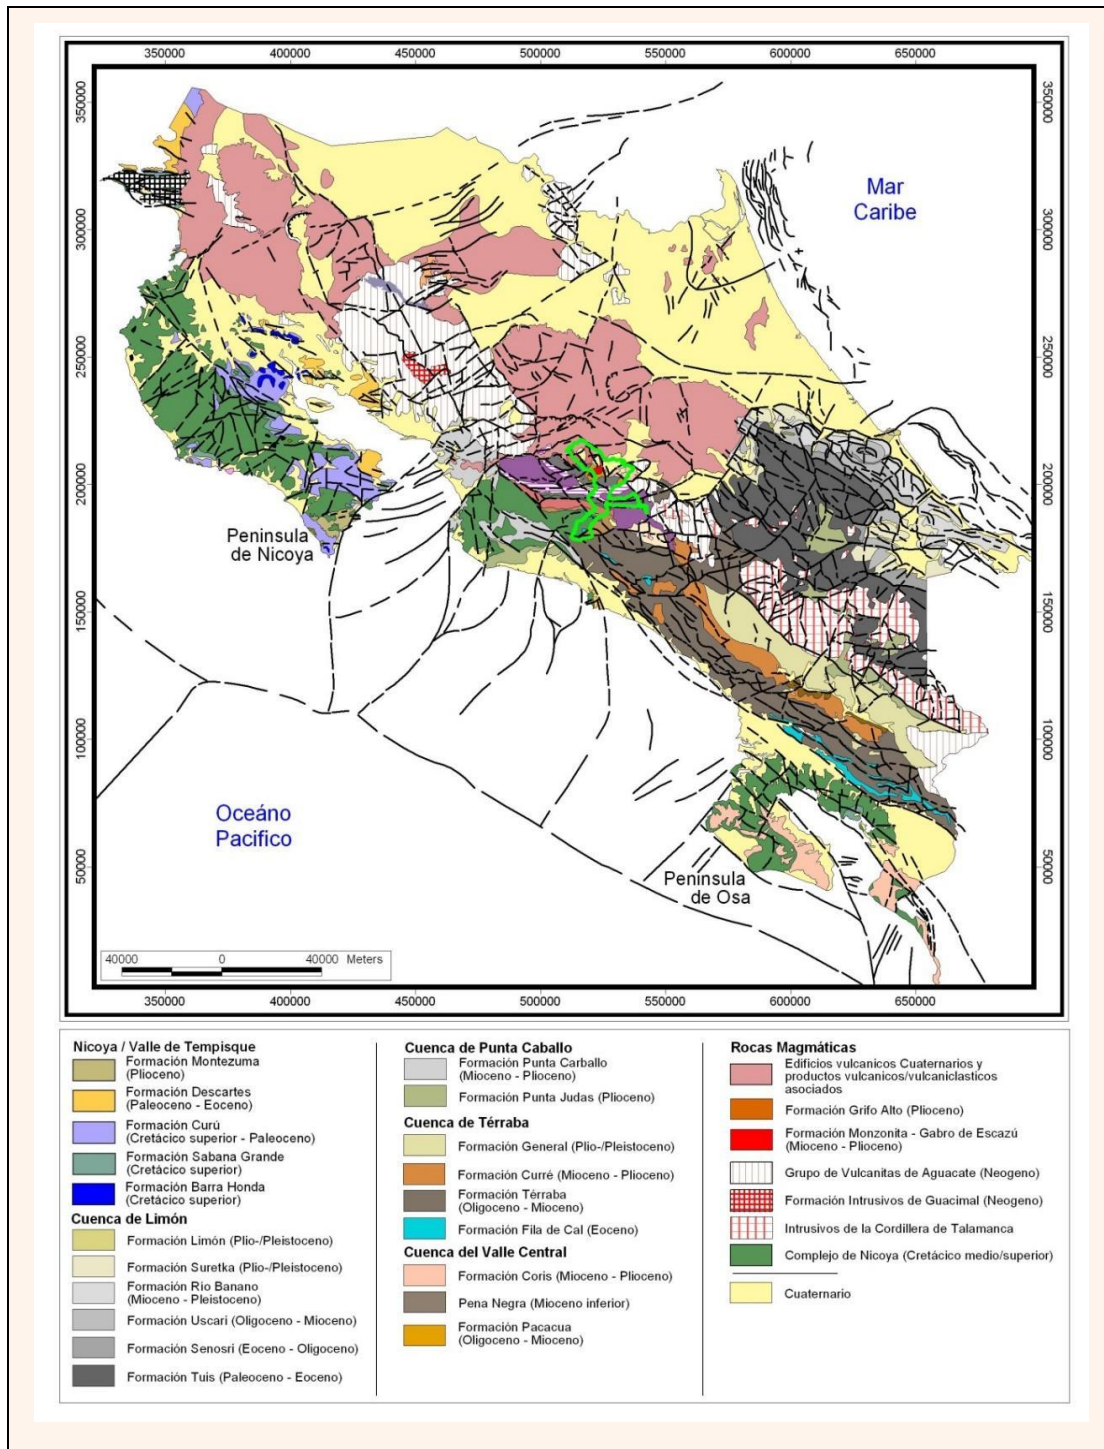 350000 400000 450000 500000 550000 600000 650000
350000
300000
250000
200000
150000
100000
50000
350000
300000
250000
200000
150000
100000
50000
Mar
Caribe
Peninsula
de Nicoya
Oceáno
Pacifico
Peninsula
de Osa
40000 0 40000 Meters
350000 400000 450000 500000 550000 600000 650000
Nicoya / Valle de Tempisque
Formación Montezuma
(Plioceno)
Formación Descartes
(Paleoceno - Eoceno)
Formación Curú
(Cretácico superior - Paleoceno)
Formación Sabana Grande
(Cretácico superior)
Formación Barra Honda
(Cretácico superior)
Cuenca de Limón
Formación Limón (Plio-/Pleistoceno)
Formación Suretka (Plio-/Pleistoceno)
Formación Rio Banano
(Mioceno - Pleistoceno)
Formación Uscari (Oligoceno - Mioceno)
Formación Senosri (Eoceno - Oligoceno)
Formación Tuis (Paleoceno - Eoceno)
Cuenca de Punta Caballo
Formación Punta Carballo
(Mioceno - Plioceno)
Formación Punta Judas (Plioceno)
Cuenca de Térraba
Formación General (Plio-/Pleistoceno)
Formación Curré (Mioceno - Plioceno)
Formación Térraba
(Oligoceno - Mioceno)
Formación Fila de Cal (Eoceno)
Cuenca del Valle Central
Formación Coris (Mioceno - Plioceno)
Pena Negra (Mioceno inferior)
Formación Pacacua
(Oligoceno - Mioceno)
Rocas Magmáticas
Edificios vulcanicos Cuaternarios y
productos vulcanicos/vulcaniclasticos
asociados
Formación Grifo Alto (Plioceno)
Formación Monzonita - Gabro de Escazú
(Mioceno - Plioceno)
Grupo de Vulcanitas de Aguacate (Neogeno)
Formación Intrusivos de Guacimal (Neogeno)
Intrusivos de la Cordillera de Talamanca
Complejo de Nicoya (Cretácico medio/superior)
Cuaternario